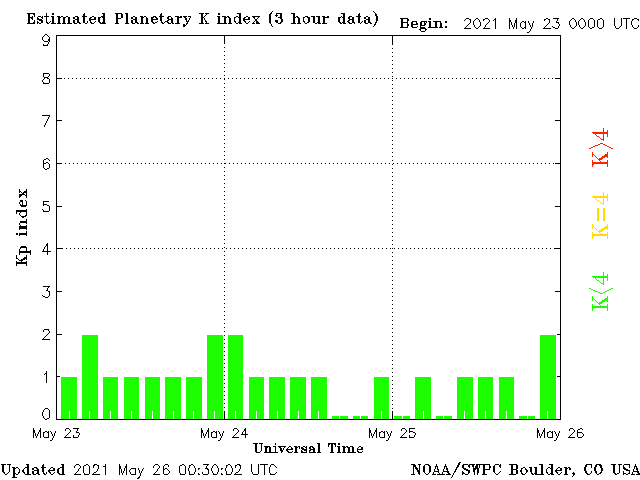 Estimated Planetary K index (3 hour data)
Begin: 2021 May 23 0000 UTC
9
8
7
6
5
4
3
2
1
0
Kp index
K>4
K=4
K<4
May 23
May 24
May 25
May 26
Universal Time
Updated 2021 May 26 00:30:02 UTC
NOAA/SWPC Boulder, CO USA